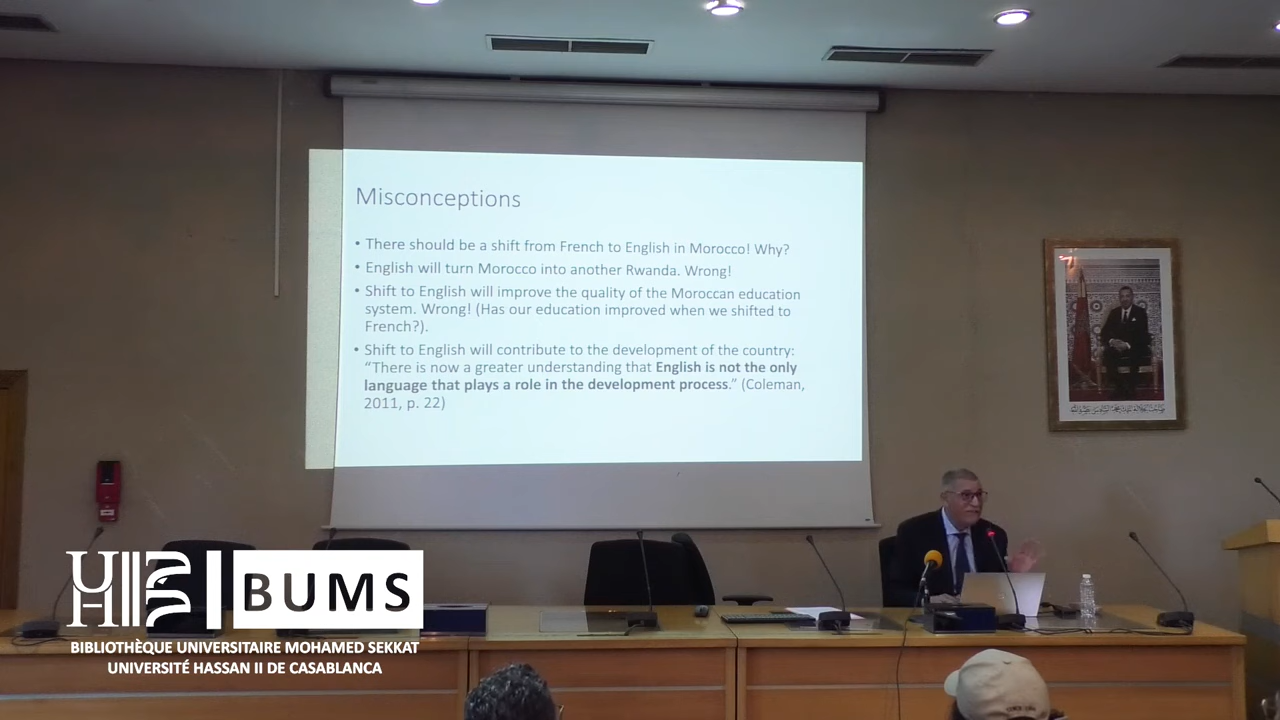 Misconceptions
• There should be a shift from French to English in Morocco! Why?
• English will turn Morocco into another Rwanda. Wrong!
• Shift to English will improve the quality of the Moroccan education
system. Wrong! (Has our education improved when we shifted to
French?).
• Shift to English will contribute to the development of the country:
“There is now a greater understanding that English is not the only
language that plays a role in the development process.” (Coleman,
2011, p. 22)
BUMS
BIBLIOTHÈQUE UNIVERSITAIRE MOHAMED SEKKAT
UNIVERSITÉ HASSAN II DE CASABLANCA